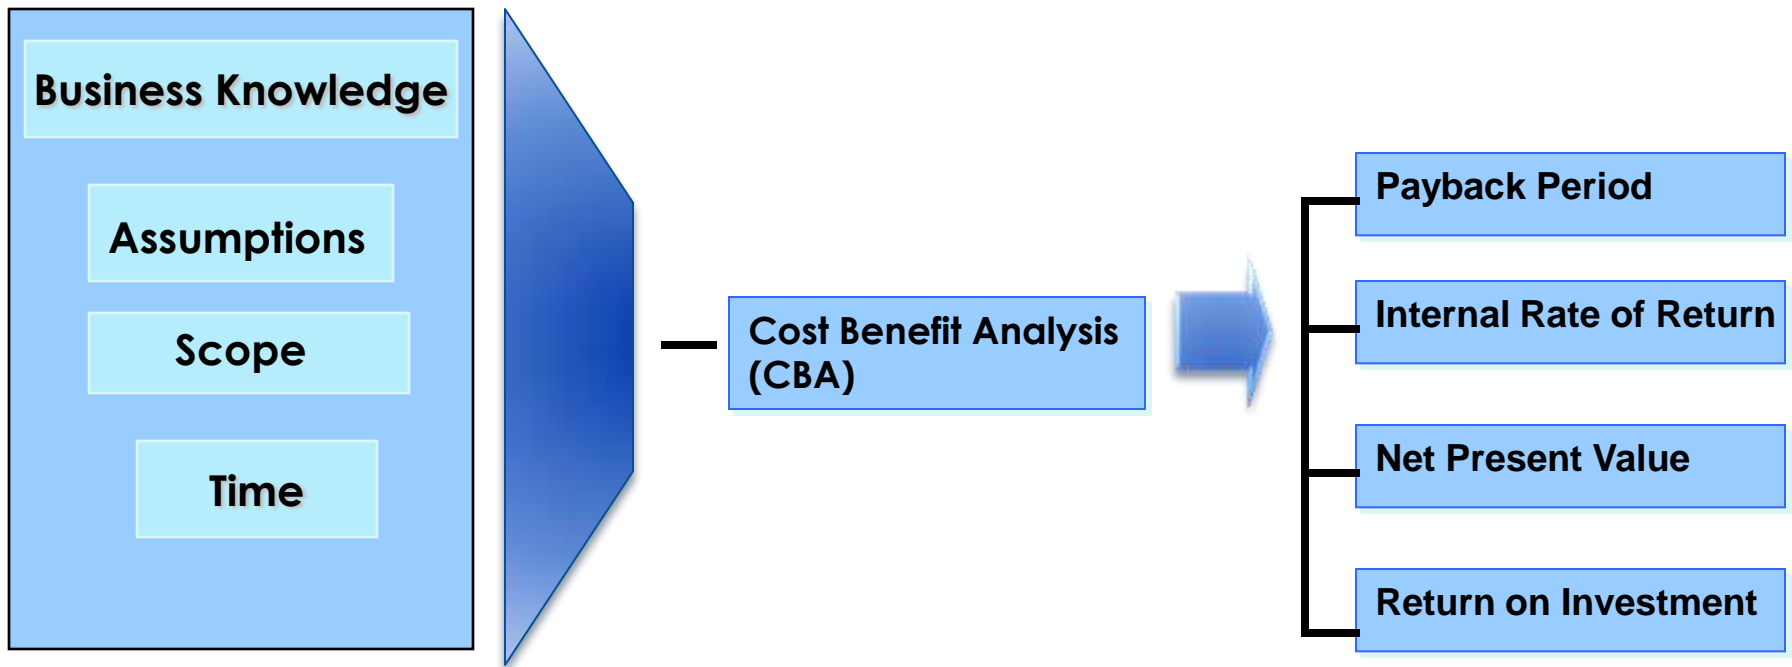 Business Knowledge
Assumptions
Scope
Time
Cost Benefit Analysis
(CBA)
Payback Period
Internal Rate of Return
Net Present Value
Return on Investment